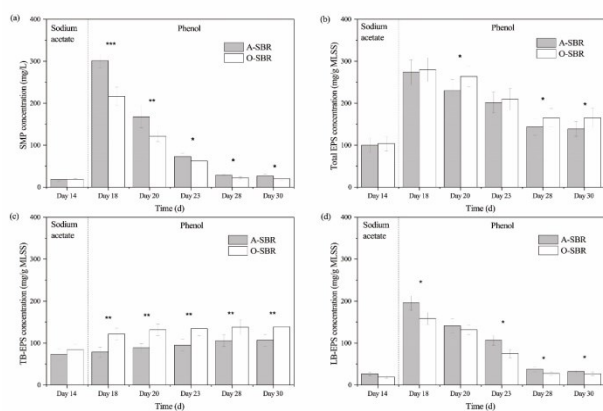 (a)
Sodium acetate
Phenol
A-SBR
O-SBR
***
**
*
*
*
SMP concentration (mg/L)
400
300
200
100
0
Day 14 Day 18 Day 20 Day 23 Day 28 Day 30
Time (d)
(b)
Sodium acetate
Phenol
A-SBR
O-SBR
*
*
*
Total EPS concentration (mg/g MLSS)
400
300
200
100
0
Day 14 Day 18 Day 20 Day 23 Day 28 Day 30
Time (d)
(c)
Sodium acetate
Phenol
A-SBR
O-SBR
**
**
**
**
**
TB-EPS concentration (mg/g MLSS)
400
300
200
100
0
Day 14 Day 18 Day 20 Day 23 Day 28 Day 30
Time (d)
(d)
Sodium acetate
Phenol
A-SBR
O-SBR
*
*
*
*
LB-EPS concentration (mg/g MLSS)
400
300
200
100
0
Day 14 Day 18 Day 20 Day 23 Day 28 Day 30
Time (d)